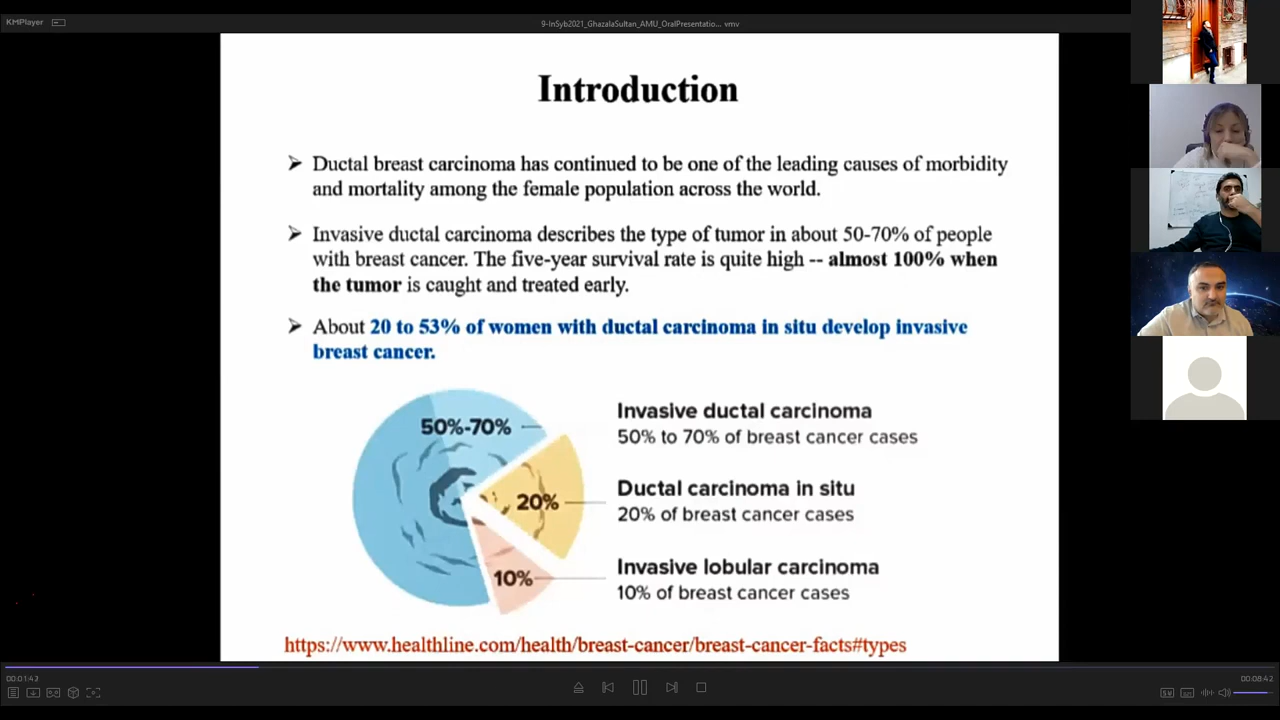 KMPlayer
9-InSyb2021_GhazalaSultan_AMU_OralPresentatio... vmv
Introduction
➤ Ductal breast carcinoma has continued to be one of the leading causes of morbidity
and mortality among the female population across the world.
➤ Invasive ductal carcinoma describes the type of tumor in about 50-70% of people
with breast cancer. The five-year survival rate is quite high -- almost 100% when
the tumor is caught and treated early.
➤ About 20 to 53% of women with ductal carcinoma in situ develop invasive
breast cancer.
50%-70%
Invasive ductal carcinoma
50% to 70% of breast cancer cases
20%
Ductal carcinoma in situ
20% of breast cancer cases
10%
Invasive lobular carcinoma
10% of breast cancer cases
https://www.healthline.com/health/breast-cancer/breast-cancer-facts#types
00:01:43
00:08:42